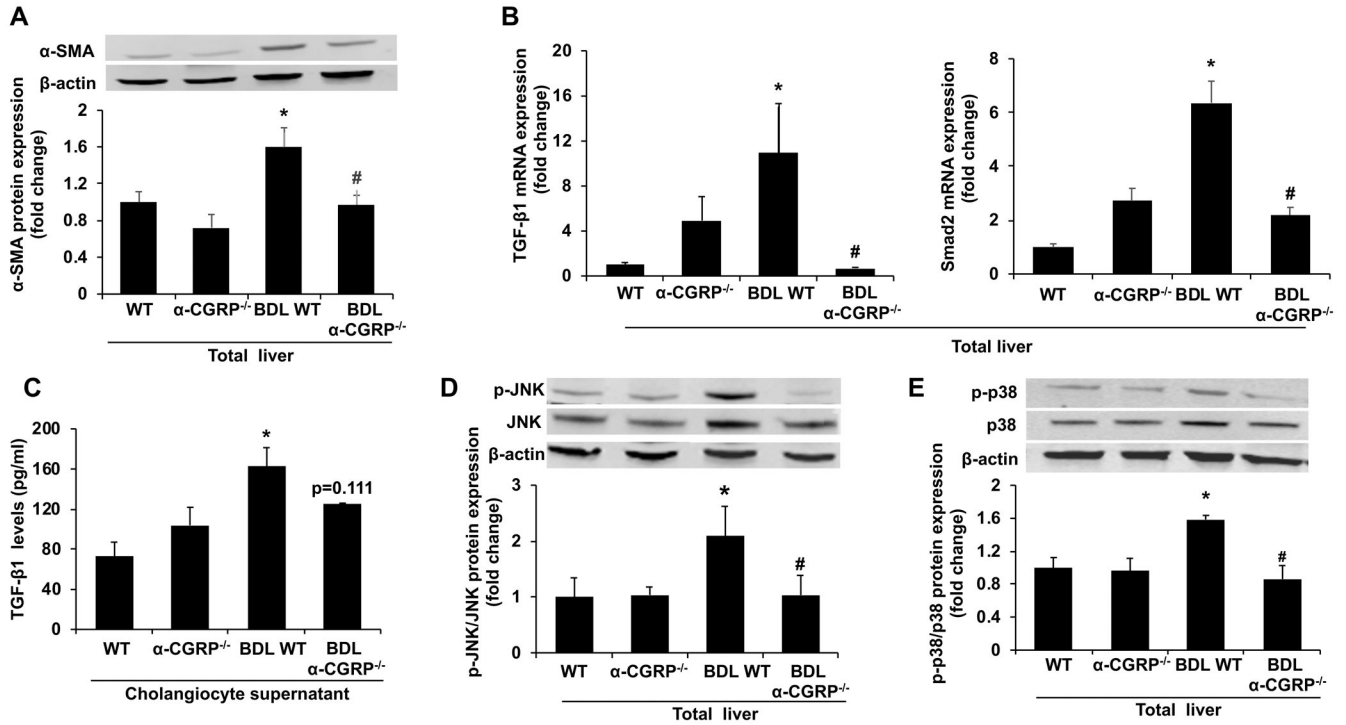 A
α-SMA
β-actin
α-SMA protein expression
(fold change)
2
1.6
1.2
0.8
0.4
0
*
#
WT
α-CGRP-/-
BDL WT
BDL
α-CGRP-/-
Total liver
B
TGF-β1 mRNA expression
(fold change)
20
16
12
8
4
0
*
#
WT
α-CGRP-/-
BDL WT
BDL
α-CGRP-/-
Smad2 mRNA expression
(fold change)
8
6
4
2
0
*
#
WT
α-CGRP-/-
BDL WT
BDL
α-CGRP-/-
Total liver
C
TGF-β1 levels (pg/ml)
200
160
120
80
40
0
*
p=0.111
WT
α-CGRP-/-
BDL WT
BDL
α-CGRP-/-
Cholangiocyte supernatant
D
p-JNK
JNK
β-actin
p-JNK/JNK protein expression
(fold change)
3
2
1
0
*
#
WT
α-CGRP-/-
BDL WT
BDL
α-CGRP-/-
Total liver
E
p-p38
p38
β-actin
p-p38/p38 protein expression
(fold change)
2
1.6
1.2
0.8
0.4
0
*
#
WT
α-CGRP-/-
BDL WT
BDL
α-CGRP-/-
Total liver